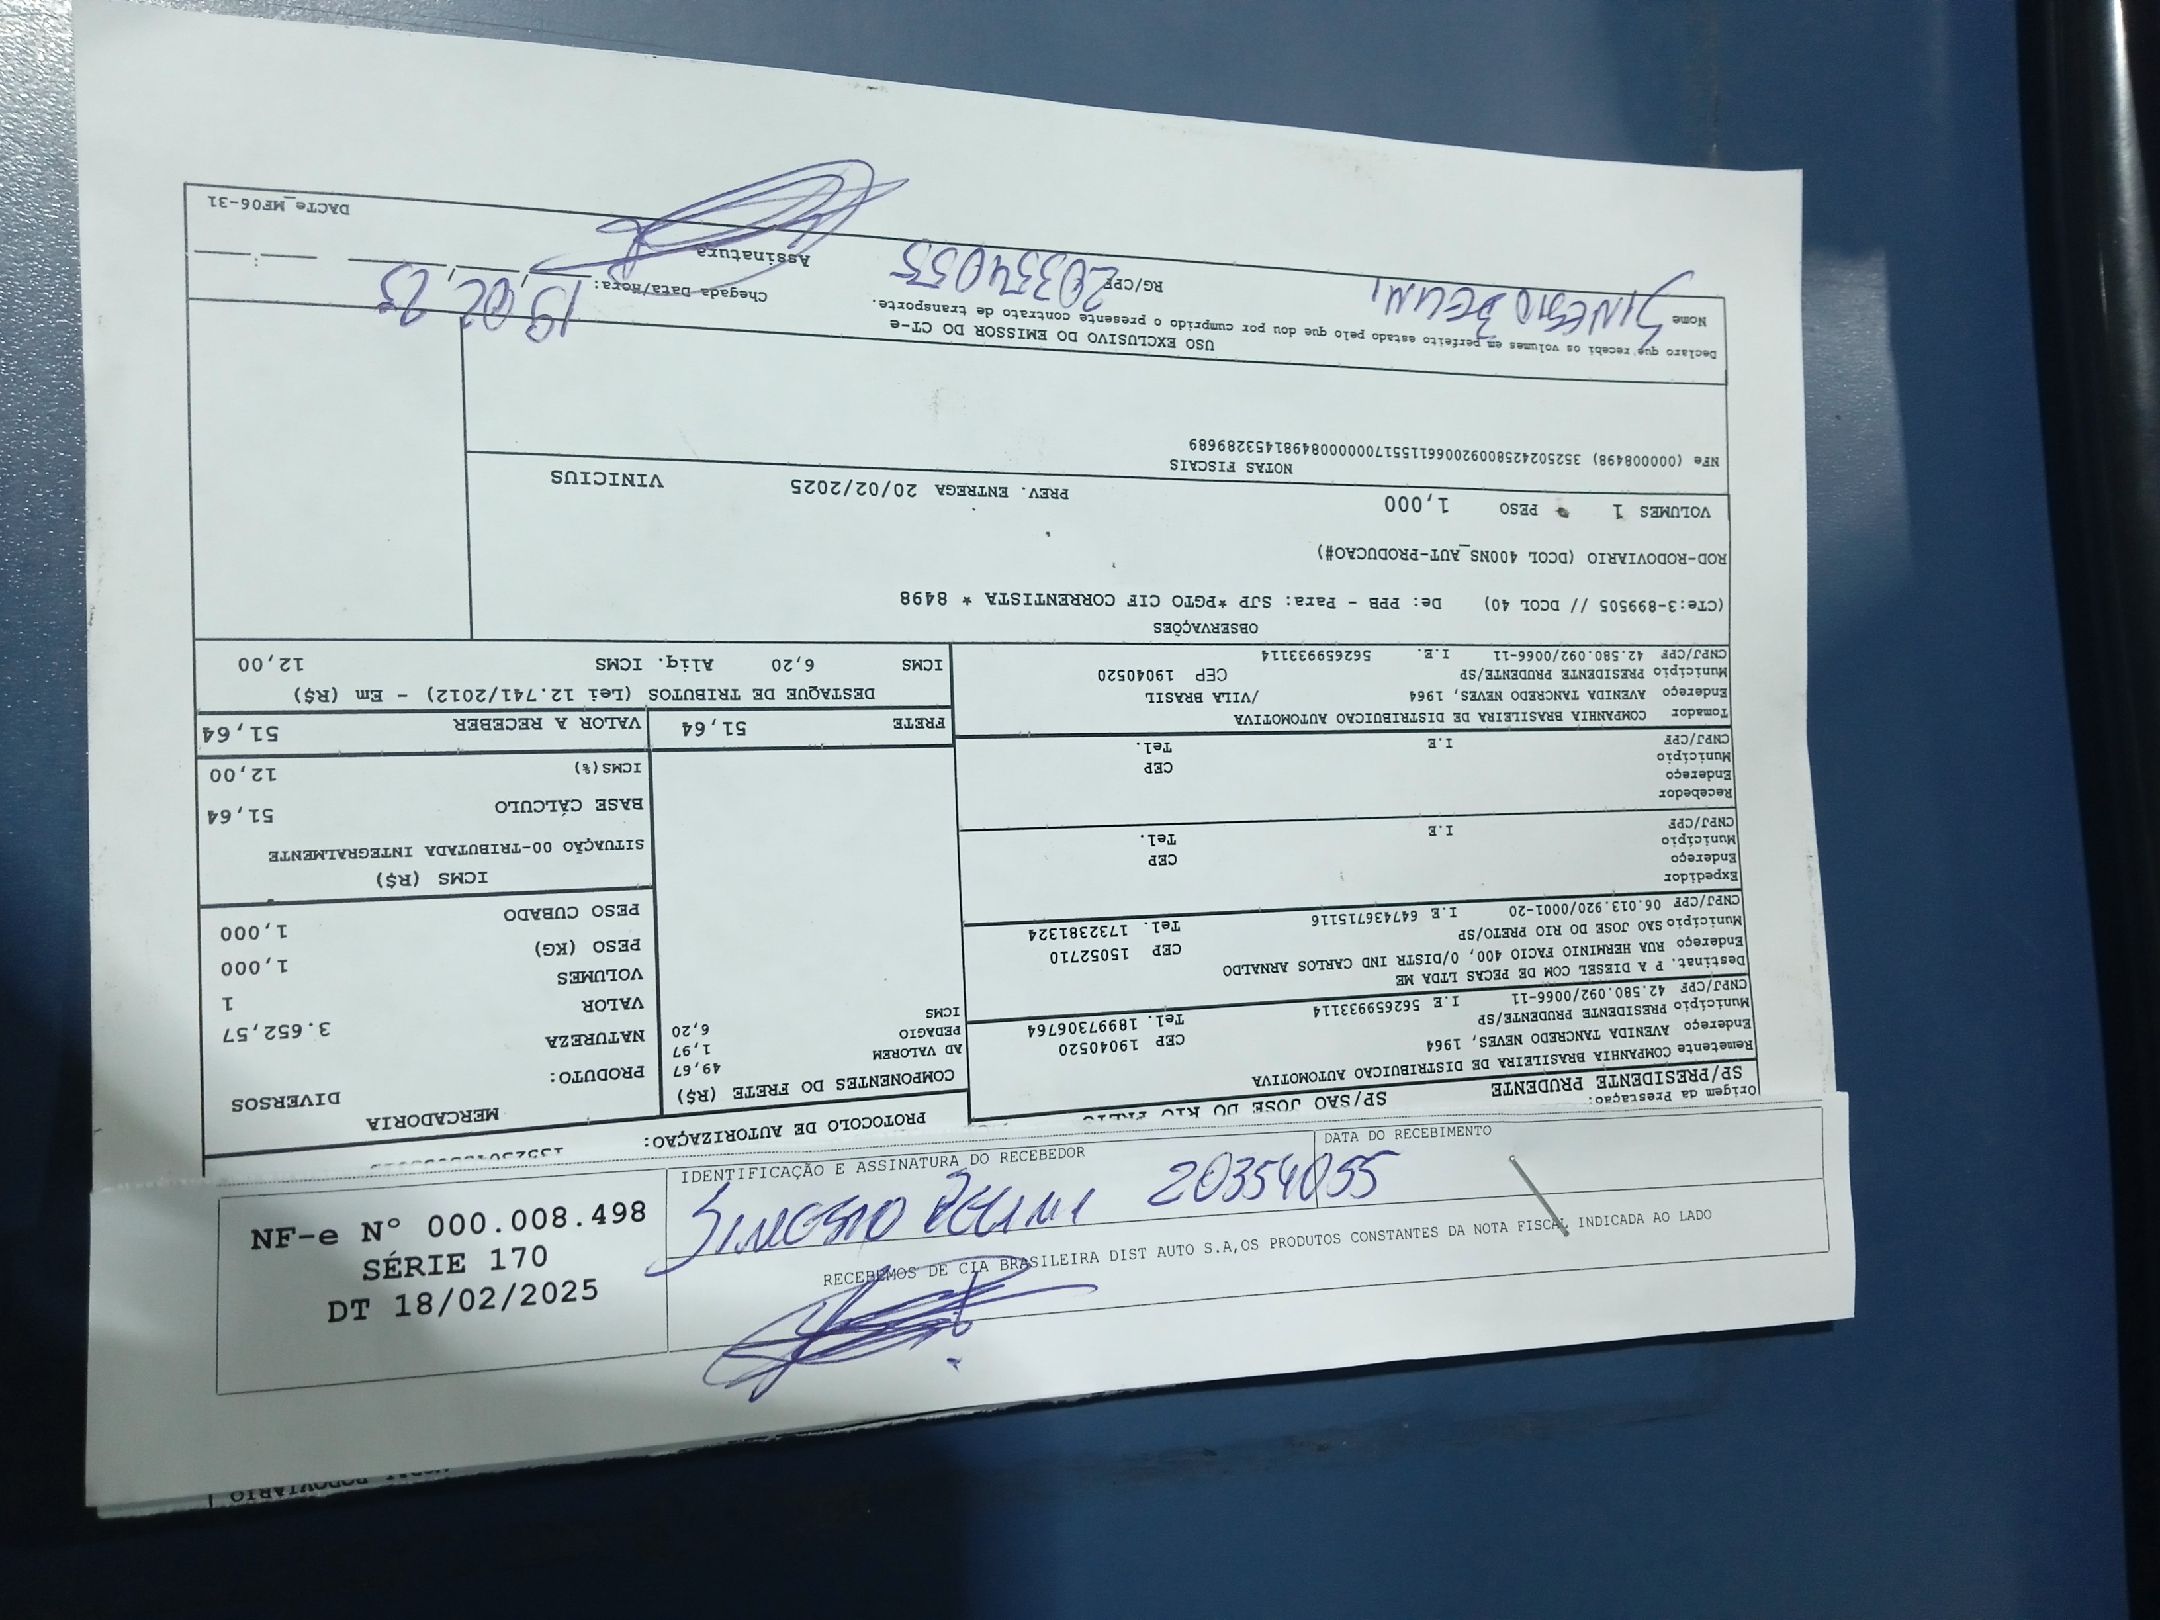 NF-e N° 000.008.498
SÉRIE 170
DT 18/02/2025
IDENTIFICAÇÃO E ASSINATURA DO RECEBEDOR
DATA DO RECEBIMENTO
20354055
RECEBEMOS DE CIA BRASILEIRA DIST AUTO S.A, OS PRODUTOS CONSTANTES DA NOTA FISCAL INDICADA AO LADO
Origem da Prestação:
SP/PRESIDENTE PRUDENTE
SP/SAO JOSE DO RIO PRETO
PROTOCOLO DE AUTORIZAÇÃO:
Remetente COMPANHIA BRASILEIRA DE DISTRIBUICAO AUTOMOTIVA
Endereço AVENIDA TANCREDO NEVES, 1964 CEP 19040520
Município PRESIDENTE PRUDENTE/SP Tel. 18997306764
CNPJ/CPF 42.580.092/0066-11 I.E 562659933114
Destinat. P A DIESEL COM DE PECAS LTDA ME
Endereço RUA HERMINIO FACIO 400, 0/DISTR IND CARLOS ARNALDO
Município SAO JOSE DO RIO PRETO/SP CEP 15052710
CNPJ/CPF 06.013.920/0001-20 I.E 647436715116 Tel. 1732381324
Expedidor
Endereço
Município CEP
CNPJ/CPF I.E Tel.
Recebedor
Endereço
Município CEP
CNPJ/CPF I.E Tel.
Tomador COMPANHIA BRASILEIRA DE DISTRIBUICAO AUTOMOTIVA
Endereço AVENIDA TANCREDO NEVES, 1964 /VILA BRASIL
Município PRESIDENTE PRUDENTE/SP CEP 19040520
CNPJ/CPF 42.580.092/0066-11 I.E. 562659933114
COMPONENTES DO FRETE (R$)
49,67
AD VALOREM 1,97
PEDAGIO 6,20
ICMS
FRETE 51,64
MERCADORIA
PRODUTO: DIVERSOS
NATUREZA
VALOR 3.652,57
VOLUMES 1
PESO (KG) 1,000
PESO CUBADO 1,000
ICMS (R$)
SITUAÇÃO 00-TRIBUTADA INTEGRALMENTE
BASE CÁLCULO 51,64
ICMS(%) 12,00
VALOR A RECEBER 51,64
DESTAQUE DE TRIBUTOS (Lei 12.741/2012) - Em (R$)
ICMS 6,20 Aliq. ICMS 12,00
OBSERVAÇÕES
(CTe:3-899505 // DCOL 40) De: PPB - Para: SJP *PGTO CIF CORRENTISTA * 8498
ROD-RODOVIARIO (DCOL 400NS_AUT-PRODUCAO#)
VOLUMES 1 PESO 1,000 PREV. ENTREGA 20/02/2025 VINICIUS
NOTAS FISCAIS
NFe (000008498) 35250242580092006611551700000084981453289689
USO EXCLUSIVO DO EMISSOR DO CT-e
Declaro que recebi os volumes em perfeito estado pelo que dou por cumprido o presente contrato de transporte.
Nome
RG/CPF 20354055
Chegada Data/Hora: 19,02,25
Assinatura
DACTe_MF06-31